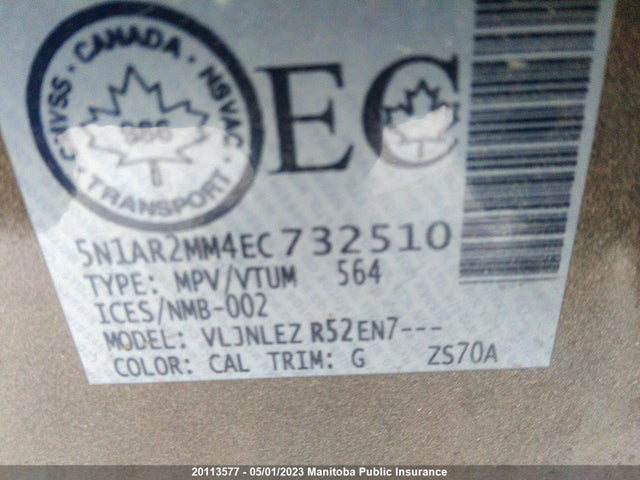 CMVSS · CANADA · NSVAC
· TRANSPORT ·
EC
5N1AR2MM4EC732510
TYPE: MPV/VTUM 564
ICES/NMB-002
MODEL: VLJNLEZ R52EN7---
COLOR: CAL TRIM: G ZS70A
20113577 - 05/01/2023 Manitoba Public Insurance